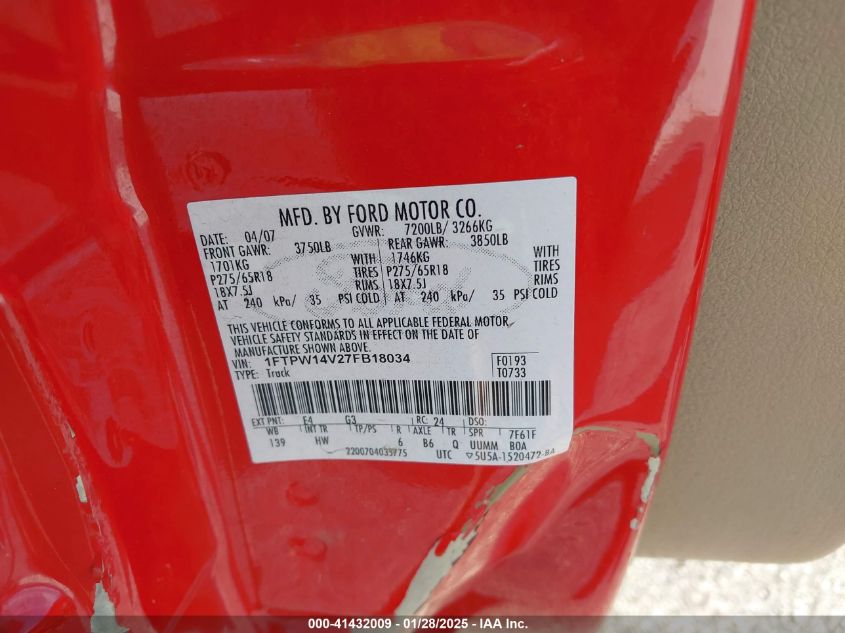 MFD. BY FORD MOTOR CO.
DATE: 04/07 GVWR: 7200LB/ 3266KG
FRONT GAWR: 3750LB REAR GAWR: 3850LB
1701KG WITH 1746KG WITH
P275/65R18 TIRES P275/65R18 TIRES
18X7.5J RIMS 18X7.5J RIMS
AT 240 kPa/ 35 PSI COLD AT 240 kPa/ 35 PSI COLD
THIS VEHICLE CONFORMS TO ALL APPLICABLE FEDERAL MOTOR
VEHICLE SAFETY STANDARDS IN EFFECT ON THE DATE OF
MANUFACTURE SHOWN ABOVE.
VIN: 1FTPW14V27FB18034 F0193
TYPE: Truck T0733
EXT PNT: F4 G3 RC: 24 DSO:
WB INT TR TP/PS R AXLE TR SPR 7F61F
139 HW 6 B6 Q UUMM BOA
2200704035775 UTC ▽5U5A-1520472-BA
000-41432009 - 01/28/2025 - IAA Inc.